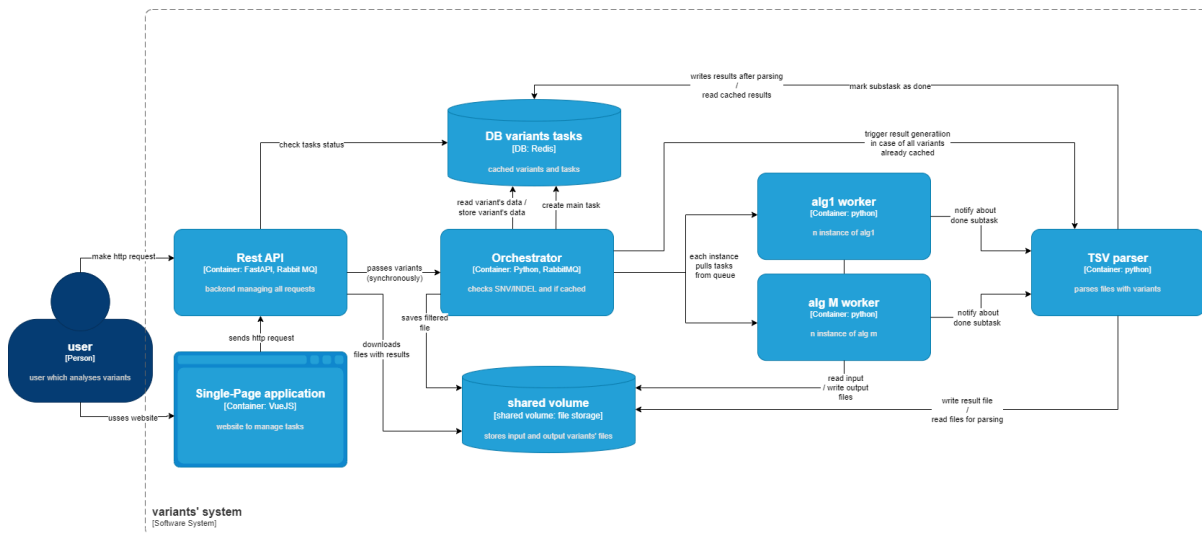 writes results after parsing
/
read cached results
mark substask as done
DB variants tasks
[DB: Redis]
cached variants and tasks
check tasks status
trigger result generatiion
in case of all variants
already cached
read variant's data /
store variant's data
create main task
alg1 worker
[Container: python]
n instance of alg1
notify about
done subtask
Rest API
[Container: FastAPI, Rabbit MQ]
backend managing all requests
make http request
passes variants
(synchronously)
Orchestrator
[Container: Python, RabbitMQ]
checks SNV/INDEL and if cached
each instance
pulls tasks
from queue
TSV parser
[Container: python]
parses files with variants
alg M worker
[Container: python]
n instance of alg m
notify about
done subtask
saves filtered
file
sends http request
downloads
files with results
user
[Person]
user which analyses variants
Single-Page application
[Container: VueJS]
website to manage tasks
usses website
shared volume
[shared volume: file storage]
stores input and output variants' files
read input
/ write output
files
write result file
/
read files for parsing
variants' system
[Software System]